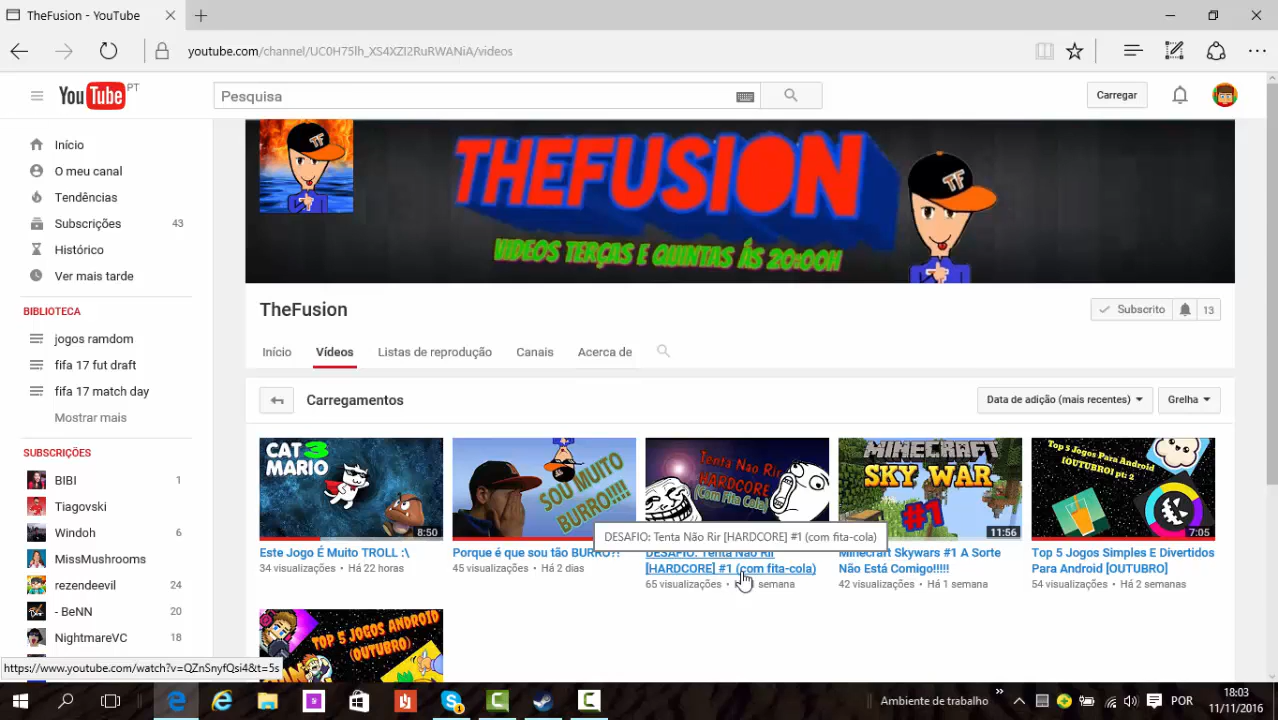 TheFusion - YouTube
youtube.com/channel/UC0H75lh_XS4XZI2RuRWANiA/videos
YouTube PT
Pesquisa
Carregar
Início
O meu canal
Tendências
Subscrições 43
Histórico
Ver mais tarde
BIBLIOTECA
jogos ramdom
fifa 17 fut draft
fifa 17 match day
Mostrar mais
SUBSCRIÇÕES
BIBI 1
Tiagovski
Windoh 6
MissMushrooms
rezendeevil 24
- BeNN 20
NightmareVC 18
https://www.youtube.com/watch?v=QZnSnyfQsi4&t=5s
TF
THEFUSION
VIDEOS TERÇAS E QUINTAS ÁS 20:00H
TF
TheFusion
Subscrito 13
Início Vídeos Listas de reprodução Canais Acerca de
Carregamentos
Data de adição (mais recentes) Grelha
CAT 3
MARIO
8:50
Este Jogo É Muito TROLL :\
34 visualizações • Há 22 horas
SOU MUITO
BURRO!!!!
Porque é que sou tão BURRO??
45 visualizações • Há 2 dias
Tenta Não Rir
HARDCORE
(Com Fita Cola)
DESAFIO: Tenta Não Rir [HARDCORE] #1 (com fita-cola)
DESAFIO: Tenta Não Rir
[HARDCORE] #1 (com fita-cola)
65 visualizações • semana
MINECRAFT
SKY WAR
#1
11:56
Minecraft Skywars #1 A Sorte
Não Está Comigo!!!!!
42 visualizações • Há 1 semana
Top 5 Jogos Para Android
(OUTUBRO) pt: 2
7:05
Top 5 Jogos Simples E Divertidos
Para Android [OUTUBRO]
54 visualizações • Há 2 semanas
TOP 5 JOGOS ANDROID
(OUTUBRO)
Ambiente de trabalho
POR
18:03
11/11/2016